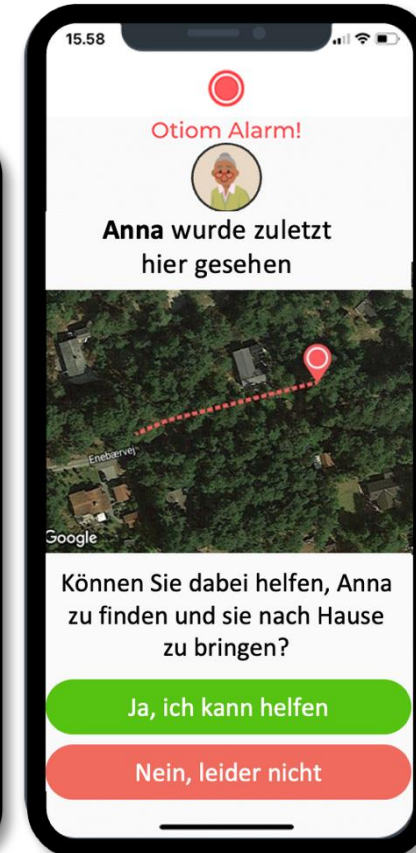 15.58
Otiom Alarm!
Anna wurde zuletzt
hier gesehen
Enebærvej
Google
Können Sie dabei helfen, Anna
zu finden und sie nach Hause
zu bringen?
Ja, ich kann helfen
Nein, leider nicht